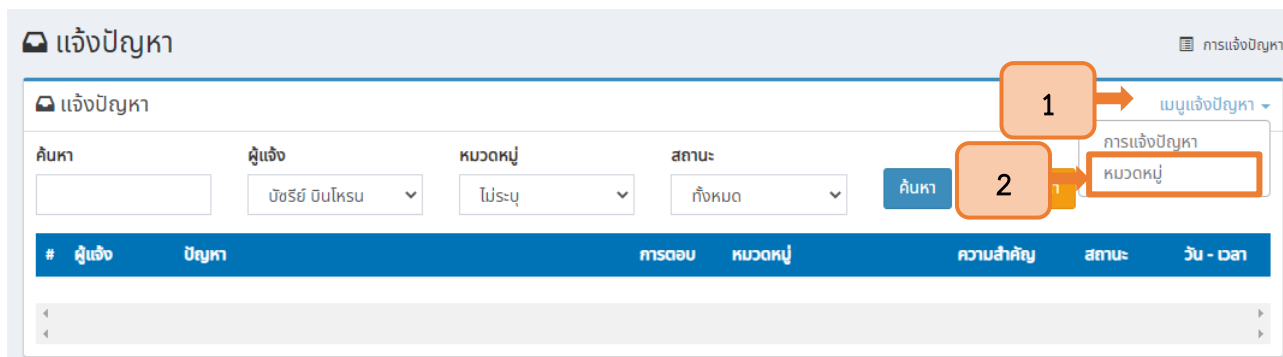 แจ้งปัญหา
การแจ้งปัญหา
แจ้งปัญหา
1
เมนูแจ้งปัญหา
การแจ้งปัญหา
หมวดหมู่
2
ค้นหา ผู้แจ้ง หมวดหมู่ สถานะ
บัซรีย์ บินโหรน ไม่ระบุ ทั้งหมด ค้นหา
# ผู้แจ้ง ปัญหา การตอบ หมวดหมู่ ความสำคัญ สถานะ วัน - เวลา